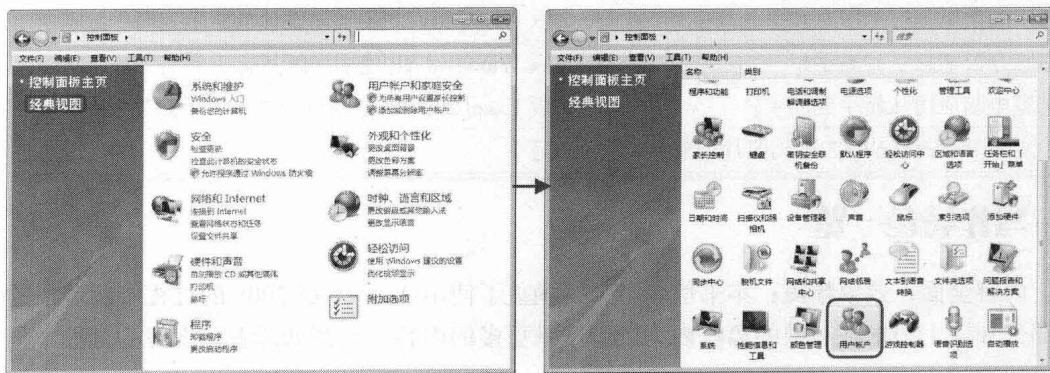 控制面板
文件(F) 编辑(E) 查看(V) 工具(T) 帮助(H)
控制面板主页
经典视图
系统和维护
Windows 入门
备份您的计算机
安全
检查更新
检查此计算机的安全状态
允许程序通过 Windows 防火墙
网络和 Internet
连接到 Internet
查看网络状态和任务
设置文件共享
硬件和声音
自动播放 CD 或其他媒体
打印机
鼠标
程序
卸载程序
更改启动程序
用户帐户和家庭安全
为所有用户设置家长控制
添加或删除用户帐户
外观和个性化
更改桌面背景
更改色彩方案
调整屏幕分辨率
时钟、语言和区域
更改键盘或其他输入法
更改显示语言
轻松访问
使用 Windows 建议的设置
优化视频显示
附加选项
控制面板
搜索
文件(F) 编辑(E) 查看(V) 工具(T) 帮助(H)
控制面板主页
经典视图
名称 类别
程序和功能 打印机 电话和调制解调器选项 电源选项 个性化 管理工具 欢迎中心
家长控制 键盘 默认程序 轻松访问中心 区域和语言选项 任务栏和「开始」菜单
日期和时间 扫描仪和照相机 设备管理器 声音 鼠标 索引选项 添加硬件
同步中心 脱机文件 网络和共享中心 网络邻居 文本到语音转换 文件夹选项 问题报告和解决方案
系统 性能信息和工具 颜色管理 用户帐户 游戏控制器 语音识别选项 自动播放